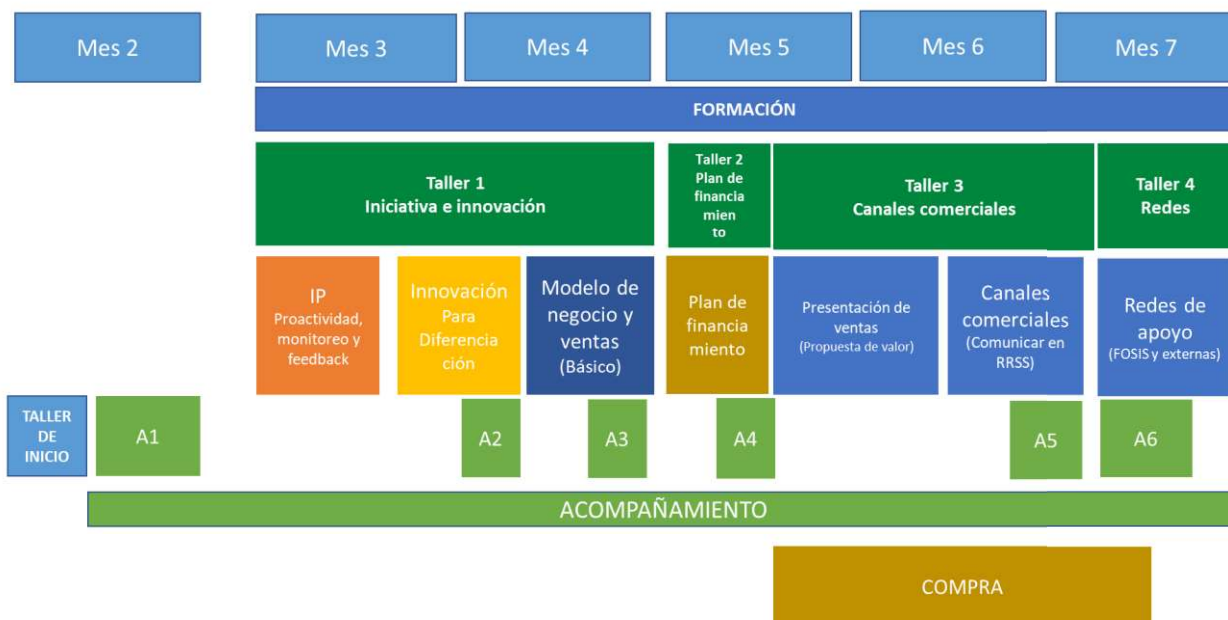 Mes 2
Mes 3
Mes 4
Mes 5
Mes 6
Mes 7
FORMACIÓN
Taller 1
Iniciativa e innovación
Taller 2
Plan de
financia
mien
to
Taller 3
Canales comerciales
Taller 4
Redes
IP
Proactividad,
monitoreo y
feedback
Innovación
Para
Diferencia
ción
Modelo de
negocio y
ventas
(Básico)
Plan de
financia
miento
Presentación de
ventas
(Propuesta de valor)
Canales
comerciales
(Comunicar en
RRSS)
Redes de
apoyo
(FOSIS y externas)
TALLER
DE
INICIO
A1
A2
A3
A4
A5
A6
ACOMPAÑAMIENTO
COMPRA